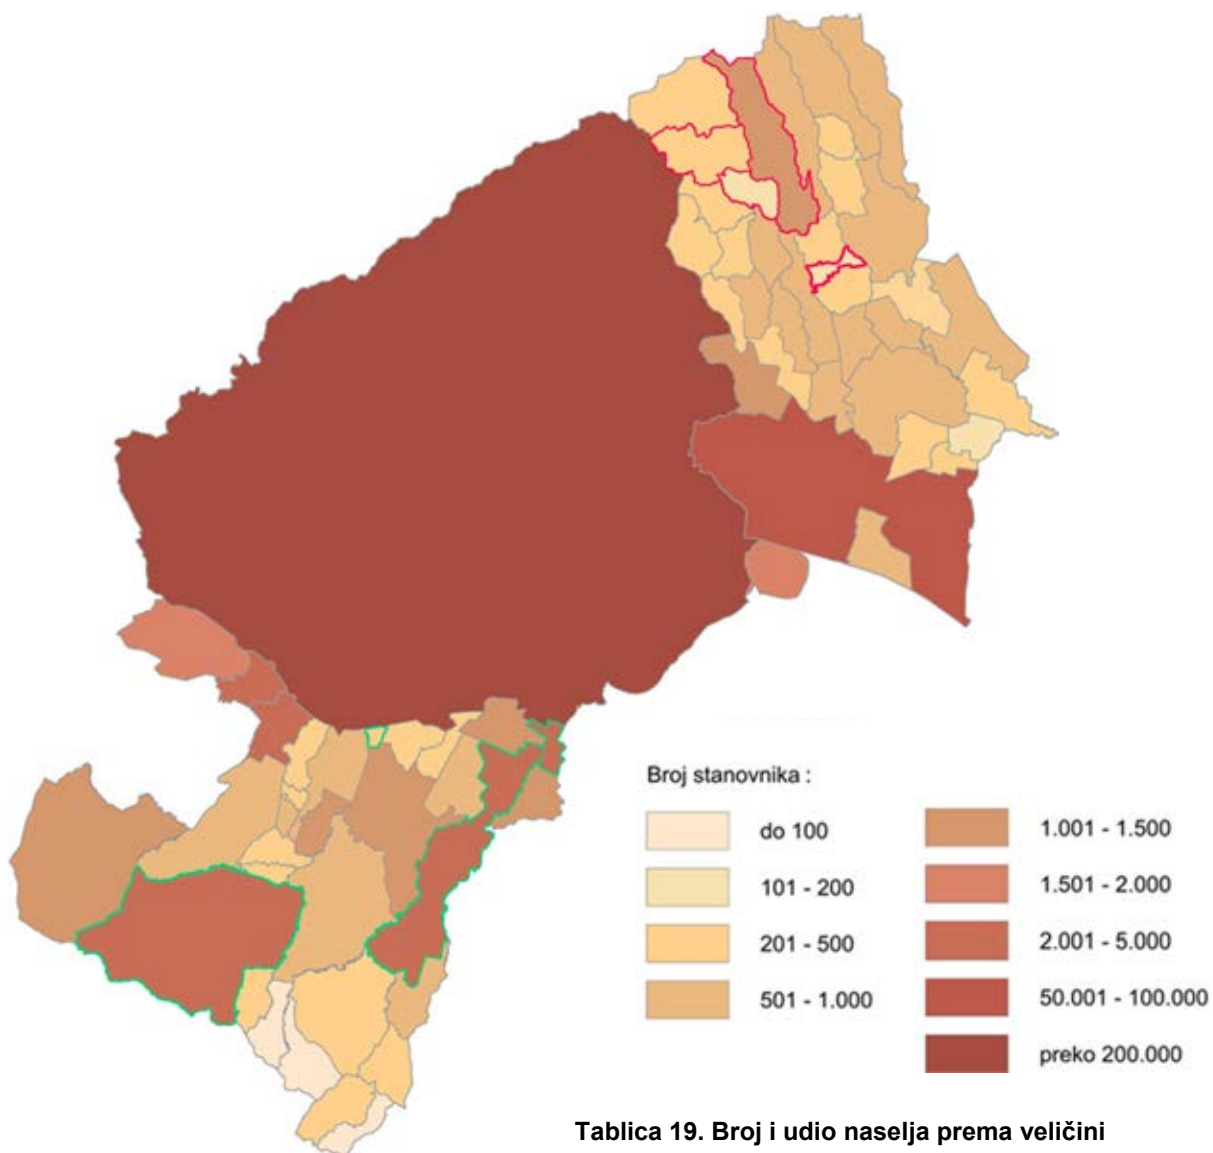 Broj stanovnika :
do 100
101 - 200
201 - 500
501 - 1.000
1.001 - 1.500
1.501 - 2.000
2.001 - 5.000
50.001 - 100.000
preko 200.000
Tablica 19. Broj i udio naselja prema veličini